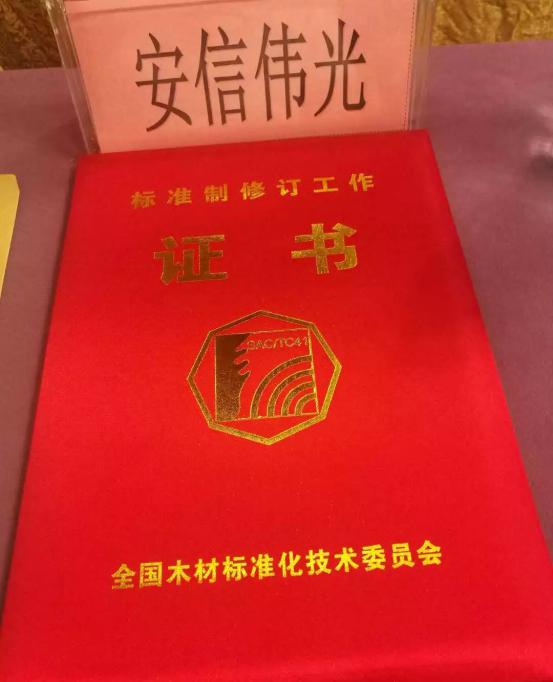 安信伟光
标准制修订工作
证书
SAC/TC41
全国木材标准化技术委员会